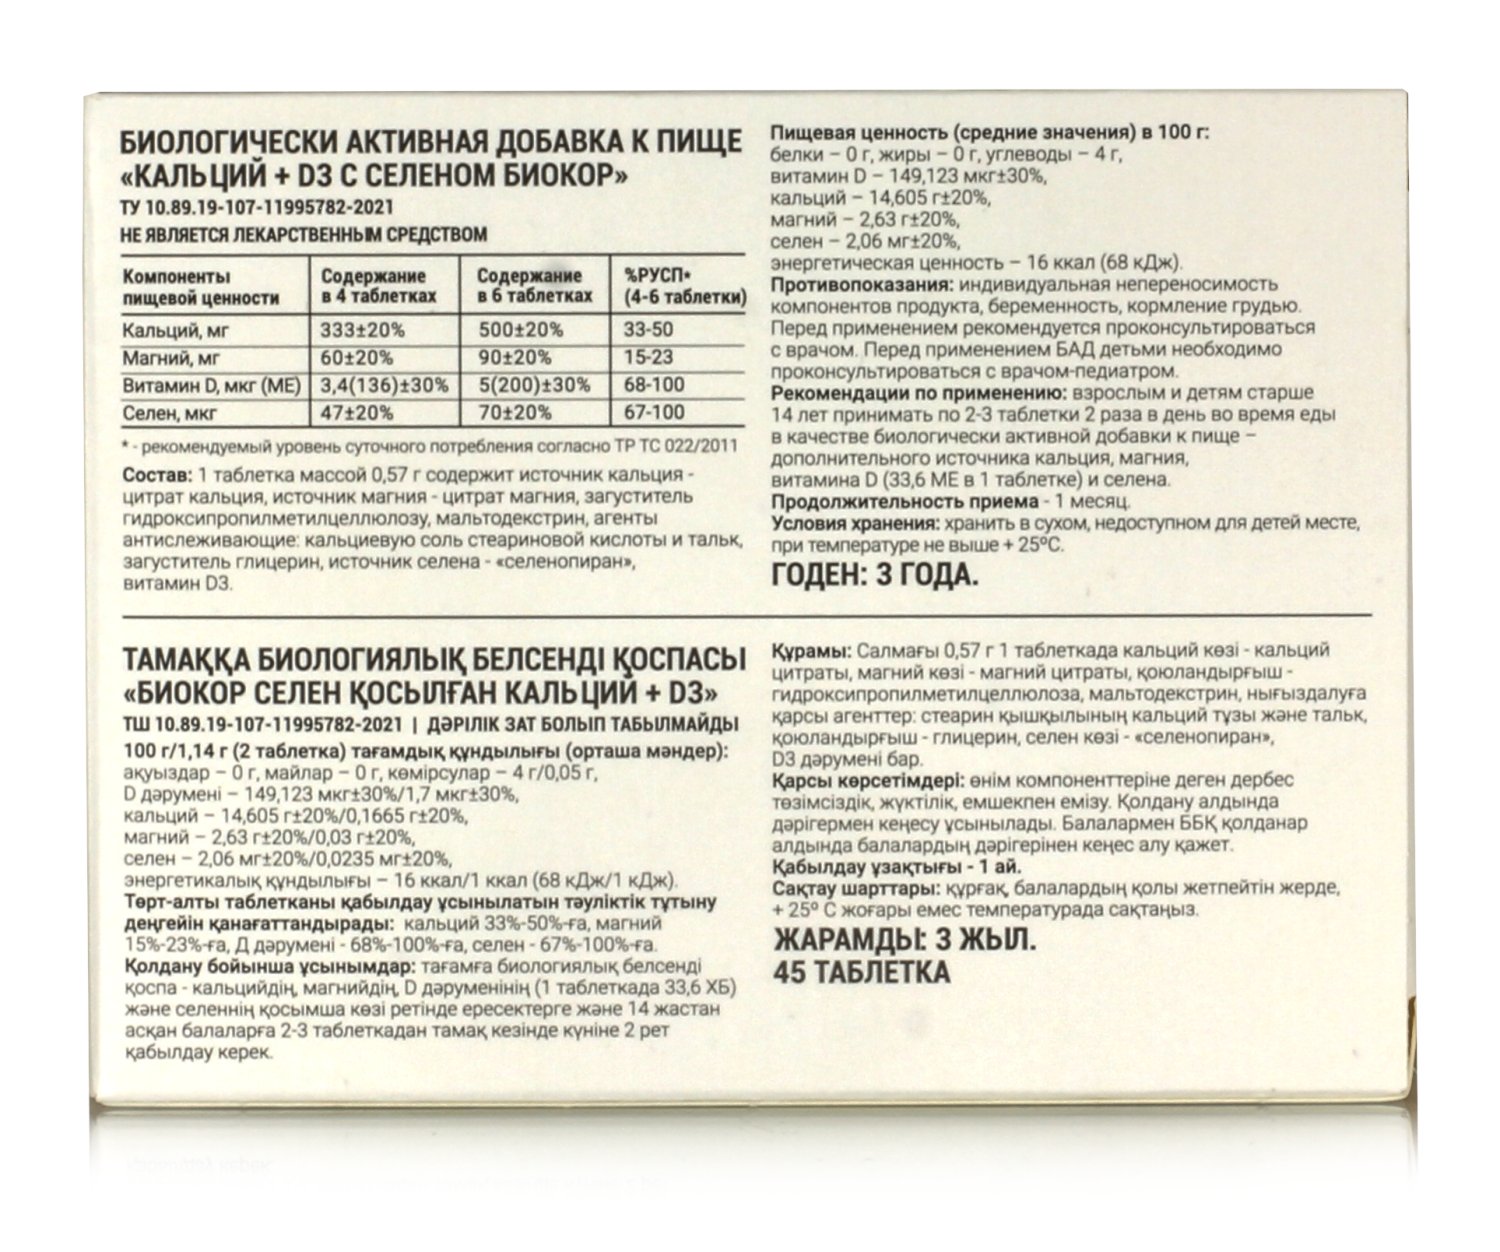 БИОЛОГИЧЕСКИ АКТИВНАЯ ДОБАВКА К ПИЩЕ
«КАЛЬЦИЙ + D3 С СЕЛЕНОМ БИОКОР»
ТУ 10.89.19-107-11995782-2021
НЕ ЯВЛЯЕТСЯ ЛЕКАРСТВЕННЫМ СРЕДСТВОМ
Компоненты пищевой ценности | Содержание в 4 таблетках | Содержание в 6 таблетках | %РУСП* (4-6 таблетки)
Кальций, мг | 333±20% | 500±20% | 33-50
Магний, мг | 60±20% | 90±20% | 15-23
Витамин D, мкг (МЕ) | 3,4(136)±30% | 5(200)±30% | 68-100
Селен, мкг | 47±20% | 70±20% | 67-100
* - рекомендуемый уровень суточного потребления согласно ТР ТС 022/2011
Состав: 1 таблетка массой 0,57 г содержит источник кальция -
цитрат кальция, источник магния - цитрат магния, загуститель
гидроксипропилметилцеллюлозу, мальтодекстрин, агенты
антислеживающие: кальциевую соль стеариновой кислоты и тальк,
загуститель глицерин, источник селена - «селенопиран»,
витамин D3.
Пищевая ценность (средние значения) в 100 г:
белки – 0 г, жиры – 0 г, углеводы – 4 г,
витамин D – 149,123 мкг±30%,
кальций – 14,605 г±20%,
магний – 2,63 г±20%,
селен – 2,06 мг±20%,
энергетическая ценность – 16 ккал (68 кДж).
Противопоказания: индивидуальная непереносимость
компонентов продукта, беременность, кормление грудью.
Перед применением рекомендуется проконсультироваться
с врачом. Перед применением БАД детьми необходимо
проконсультироваться с врачом-педиатром.
Рекомендации по применению: взрослым и детям старше
14 лет принимать по 2-3 таблетки 2 раза в день во время еды
в качестве биологически активной добавки к пище –
дополнительного источника кальция, магния,
витамина D (33,6 МЕ в 1 таблетке) и селена.
Продолжительность приема - 1 месяц.
Условия хранения: хранить в сухом, недоступном для детей месте,
при температуре не выше + 25ºС.
ГОДЕН: 3 ГОДА.
ТАМАҚҚА БИОЛОГИЯЛЫҚ БЕЛСЕНДІ ҚОСПАСЫ
«БИОКОР СЕЛЕН ҚОСЫЛҒАН КАЛЬЦИЙ + D3»
ТШ 10.89.19-107-11995782-2021 | ДӘРІЛІК ЗАТ БОЛЫП ТАБЫЛМАЙДЫ
100 г/1,14 г (2 таблетка) тағамдық құндылығы (орташа мәндер):
ақуыздар – 0 г, майлар – 0 г, көмірсулар – 4 г/0,05 г,
D дәрумені – 149,123 мкг±30%/1,7 мкг±30%,
кальций – 14,605 г±20%/0,1665 г±20%,
магний – 2,63 г±20%/0,03 г±20%,
селен – 2,06 мг±20%/0,0235 мг±20%,
энергетикалық құндылығы – 16 ккал/1 ккал (68 кДж/1 кДж).
Төрт-алты таблетканы қабылдау ұсынылатын тәуліктік тұтыну
деңгейін қанағаттандырады: кальций 33%-50%-ға, магний
15%-23%-ға, Д дәрумені - 68%-100%-ға, селен - 67%-100%-ға.
Қолдану бойынша ұсынымдар: тағамға биологиялық белсенді
қоспа - кальцийдің, магнийдің, D дәруменінің (1 таблеткада 33,6 ХБ)
және селеннің қосымша көзі ретінде ересектерге және 14 жастан
асқан балаларға 2-3 таблеткадан тамақ кезінде күніне 2 рет
қабылдау керек.
Құрамы: Салмағы 0,57 г 1 таблеткада кальций көзі - кальций
цитраты, магний көзі - магний цитраты, қоюландырғыш -
гидроксипропилметилцеллюлоза, мальтодекстрин, нығыздалуға
қарсы агенттер: стеарин қышқылының кальций тұзы және тальк,
қоюландырғыш - глицерин, селен көзі - «селенопиран»,
D3 дәрумені бар.
Қарсы көрсетімдері: өнім компоненттеріне деген дербес
төзімсіздік, жүктілік, емшекпен емізу. Қолдану алдында
дәрігермен кеңесу ұсынылады. Балалармен ББҚ қолданар
алдында балалардың дәрігерінен кеңес алу қажет.
Қабылдау ұзақтығы - 1 ай.
Сақтау шарттары: құрғақ, балалардың қолы жетпейтін жерде,
+ 25º С жоғары емес температурада сақтаңыз.
ЖАРАМДЫ: 3 ЖЫЛ.
45 ТАБЛЕТКА